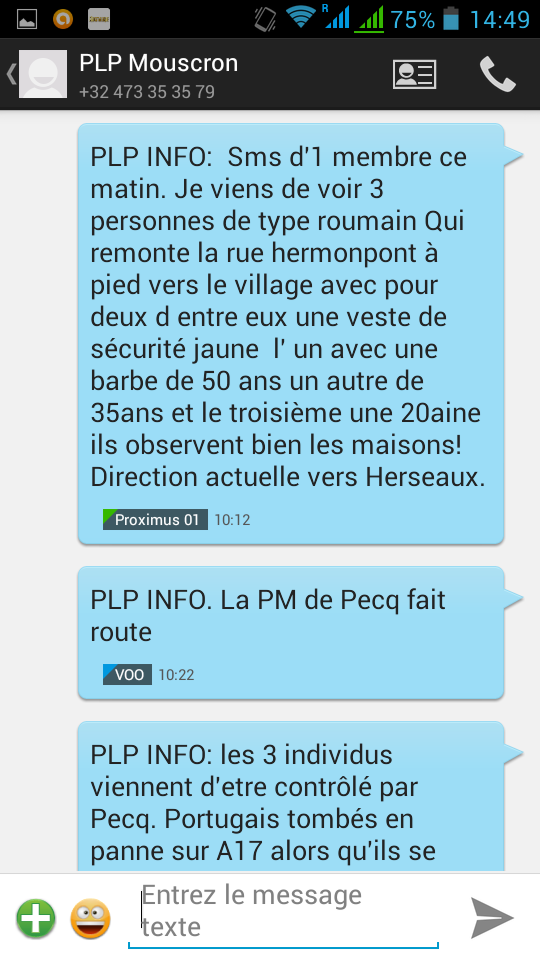 R
75%
14:49
PLP Mouscron
+32 473 35 35 79
PLP INFO:  Sms d'1 membre ce
matin. Je viens de voir 3
personnes de type roumain Qui
remonte la rue hermonpont à
pied vers le village avec pour
deux d entre eux une veste de
sécurité jaune  l' un avec une
barbe de 50 ans un autre de
35ans et le troisième une 20aine
ils observent bien les maisons!
Direction actuelle vers Herseaux.
Proximus 01 10:12
PLP INFO. La PM de Pecq fait
route
VOO 10:22
PLP INFO: les 3 individus
viennent d'etre contrôlé par
Pecq. Portugais tombés en
panne sur A17 alors qu'ils se
Entrez le message
texte